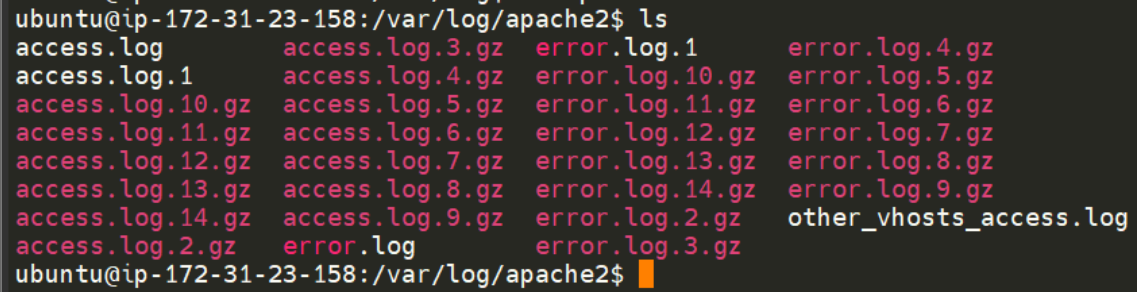 ubuntu@ip-172-31-23-158:/var/log/apache2$ ls
access.log access.log.3.gz error.log.1 error.log.4.gz
access.log.1 access.log.4.gz error.log.10.gz error.log.5.gz
access.log.10.gz access.log.5.gz error.log.11.gz error.log.6.gz
access.log.11.gz access.log.6.gz error.log.12.gz error.log.7.gz
access.log.12.gz access.log.7.gz error.log.13.gz error.log.8.gz
access.log.13.gz access.log.8.gz error.log.14.gz error.log.9.gz
access.log.14.gz access.log.9.gz error.log.2.gz other_vhosts_access.log
access.log.2.gz error.log error.log.3.gz
ubuntu@ip-172-31-23-158:/var/log/apache2$